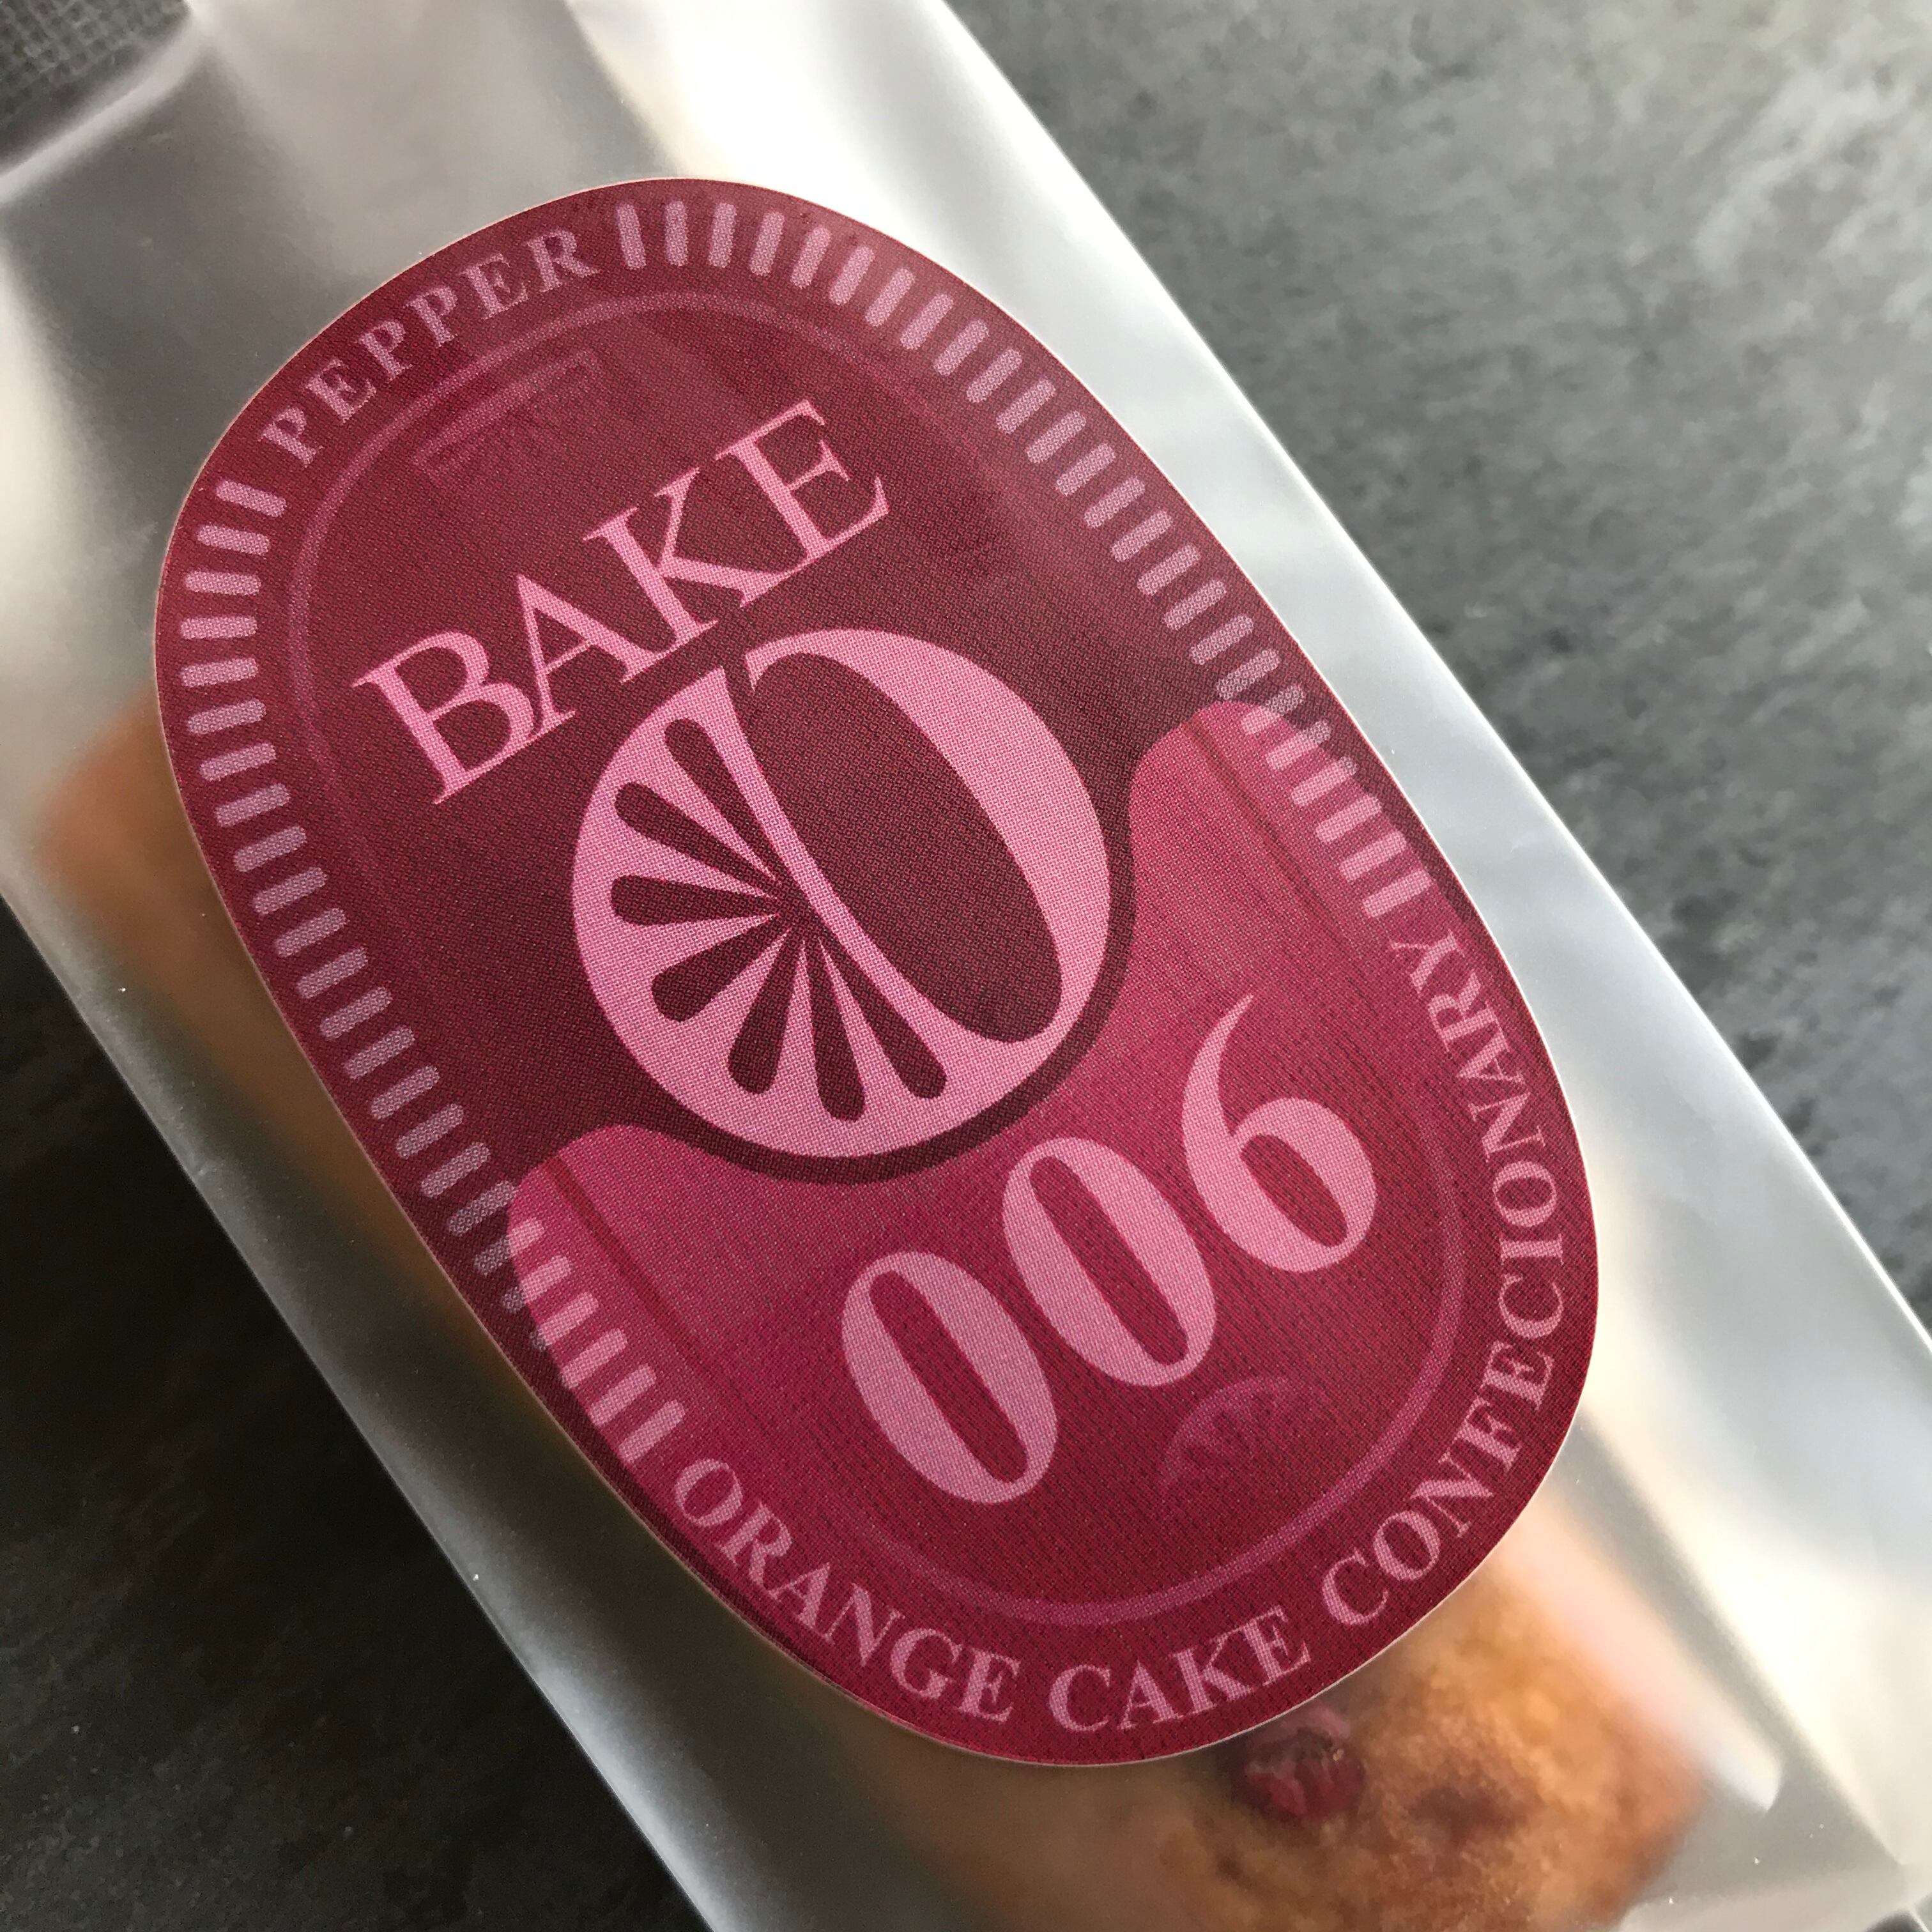 PEPPER
BAKE
O
006
ORANGE CAKE CONFECIONARY